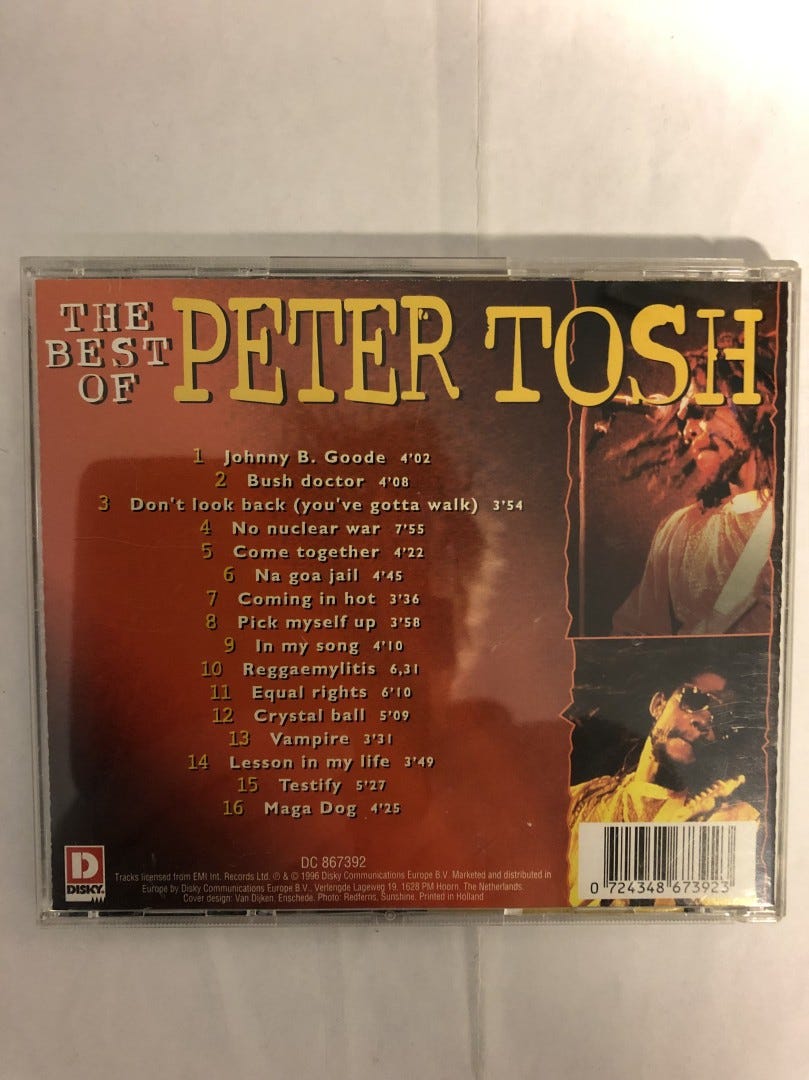 THE
BEST
OF
PETER TOSH
1 Johnny B. Goode 4'02
2 Bush doctor 4'08
3 Don't look back (you've gotta walk) 3'54
4 No nuclear war 7'55
5 Come together 4'22
6 Na goa jail 4'45
7 Coming in hot 3'36
8 Pick myself up 3'58
9 In my song 4'10
10 Reggaemylitis 6,31
11 Equal rights 6'10
12 Crystal ball 5'09
13 Vampire 3'31
14 Lesson in my life 3'49
15 Testify 5'27
16 Maga Dog 4'25
D
DISKY
DC 867392
Tracks licensed from EMI Int. Records Ltd. ℗ & © 1996 Disky Communications Europe B.V. Marketed and distributed in
Europe by Disky Communications Europe B.V., Verlengde Lageweg 19, 1628 PM Hoorn. The Netherlands.
Cover design: Van Dijken, Enschede. Photo: Redferns, Sunshine. Printed in Holland
0 724348 673923